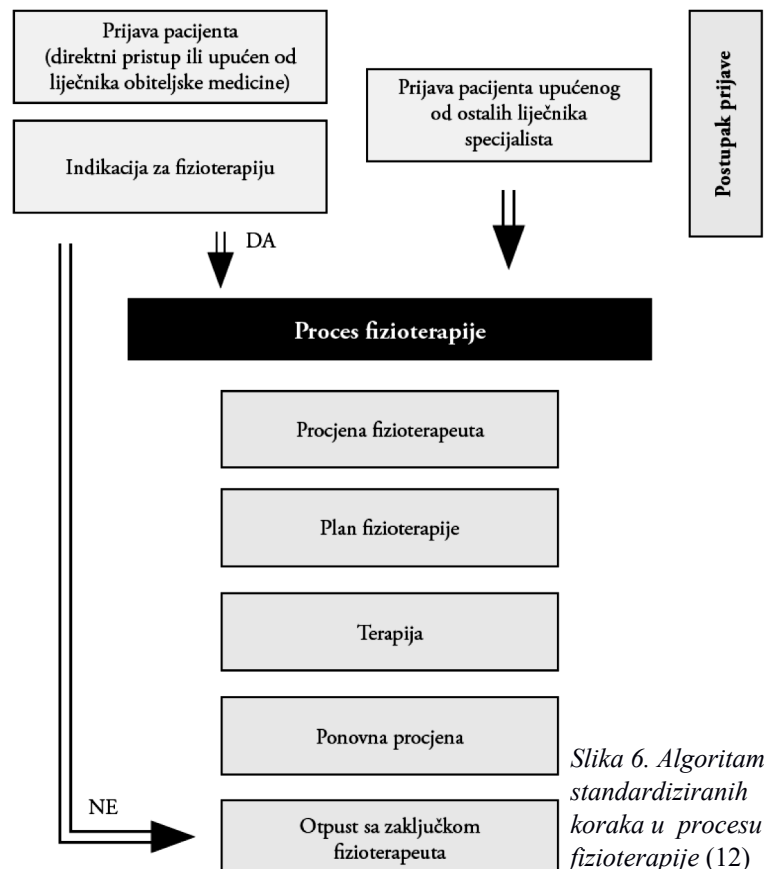 Prijava pacijenta
(direktni pristup ili upućen od
liječnika obiteljske medicine)
Prijava pacijenta upućenog
od ostalih liječnika
specijalista
Postupak prijave
Indikacija za fizioterapiju
DA
Proces fizioterapije
Procjena fizioterapeuta
Plan fizioterapije
Terapija
Ponovna procjena
NE
Otpust sa zaključkom
fizioterapeuta
Slika 6. Algoritam
standardiziranih
koraka u procesu
fizioterapije (12)